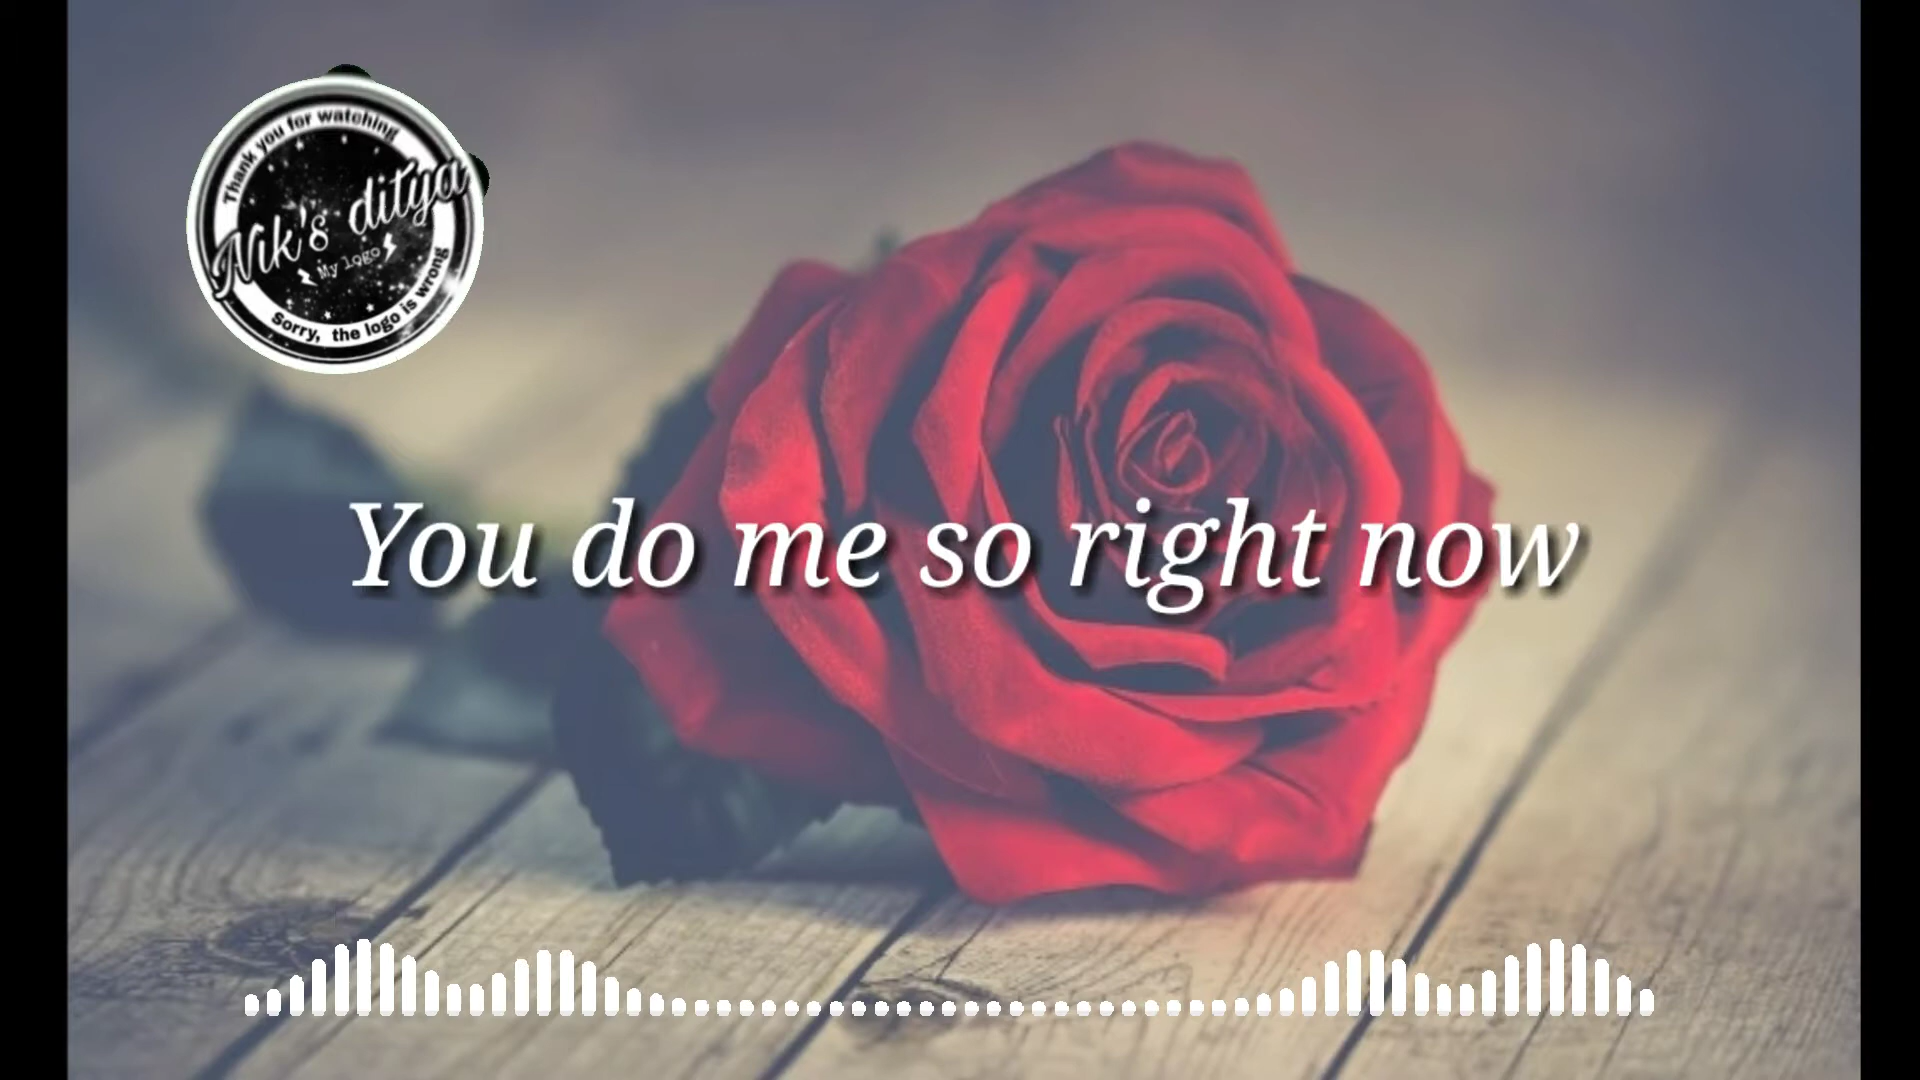 Thank you for watching
Nik's ditya
My logo
Sorry, the logo is wrong
You do me so right now